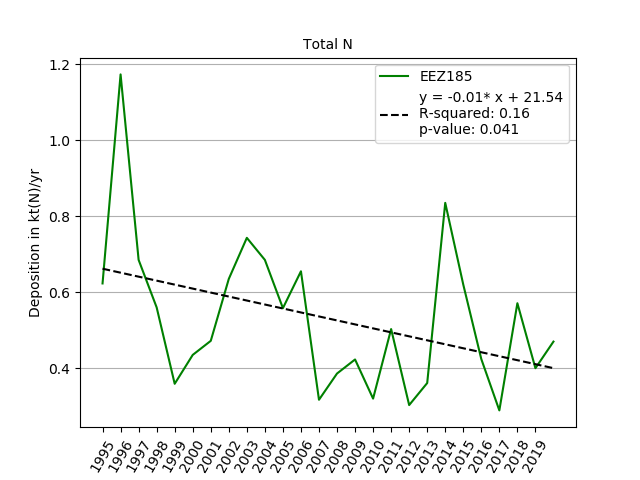 Total N
EEZ185
y = -0.01* x + 21.54
R-squared: 0.16
p-value: 0.041
Deposition in kt(N)/yr
1.2
1.0
0.8
0.6
0.4
1995 1996 1997 1998 1999 2000 2001 2002 2003 2004 2005 2006 2007 2008 2009 2010 2011 2012 2013 2014 2015 2016 2017 2018 2019